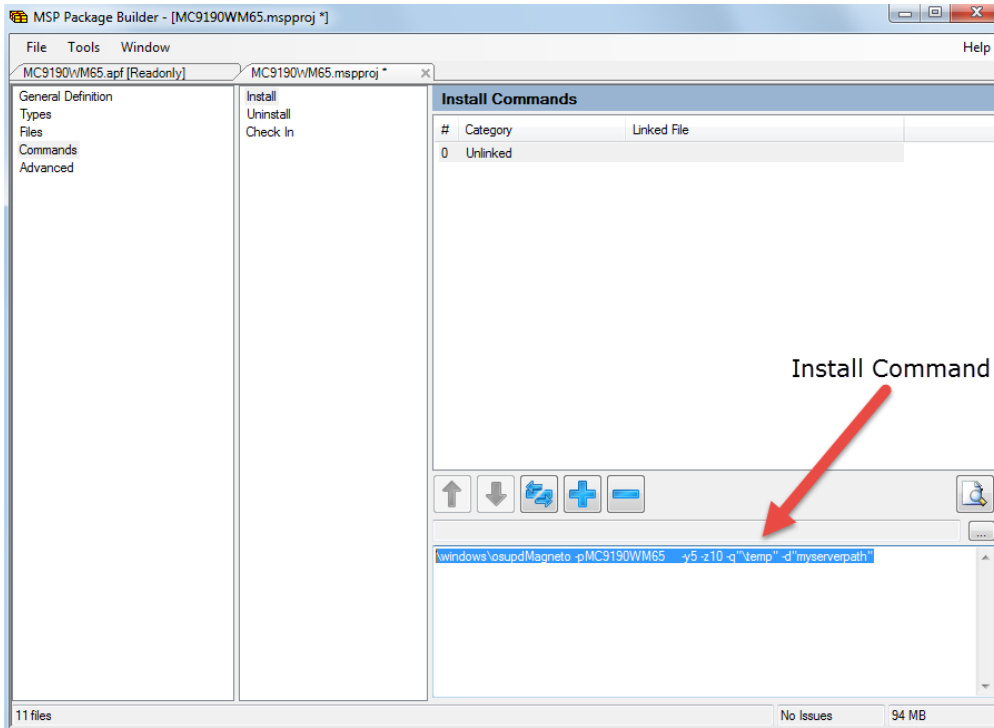 MSP Package Builder - [MC9190WM65.mspproj *]
File Tools Window Help
MC9190WM65.apf [Readonly] MC9190WM65.mspproj *
General Definition
Types
Files
Commands
Advanced
Install
Uninstall
Check In
Install Commands
# Category Linked File
0 Unlinked
Install Command
\windows\osupdMagneto -pMC9190WM65 -y5 -z10 -q"\temp" -d"myserverpath"
...
11 files No Issues 94 MB